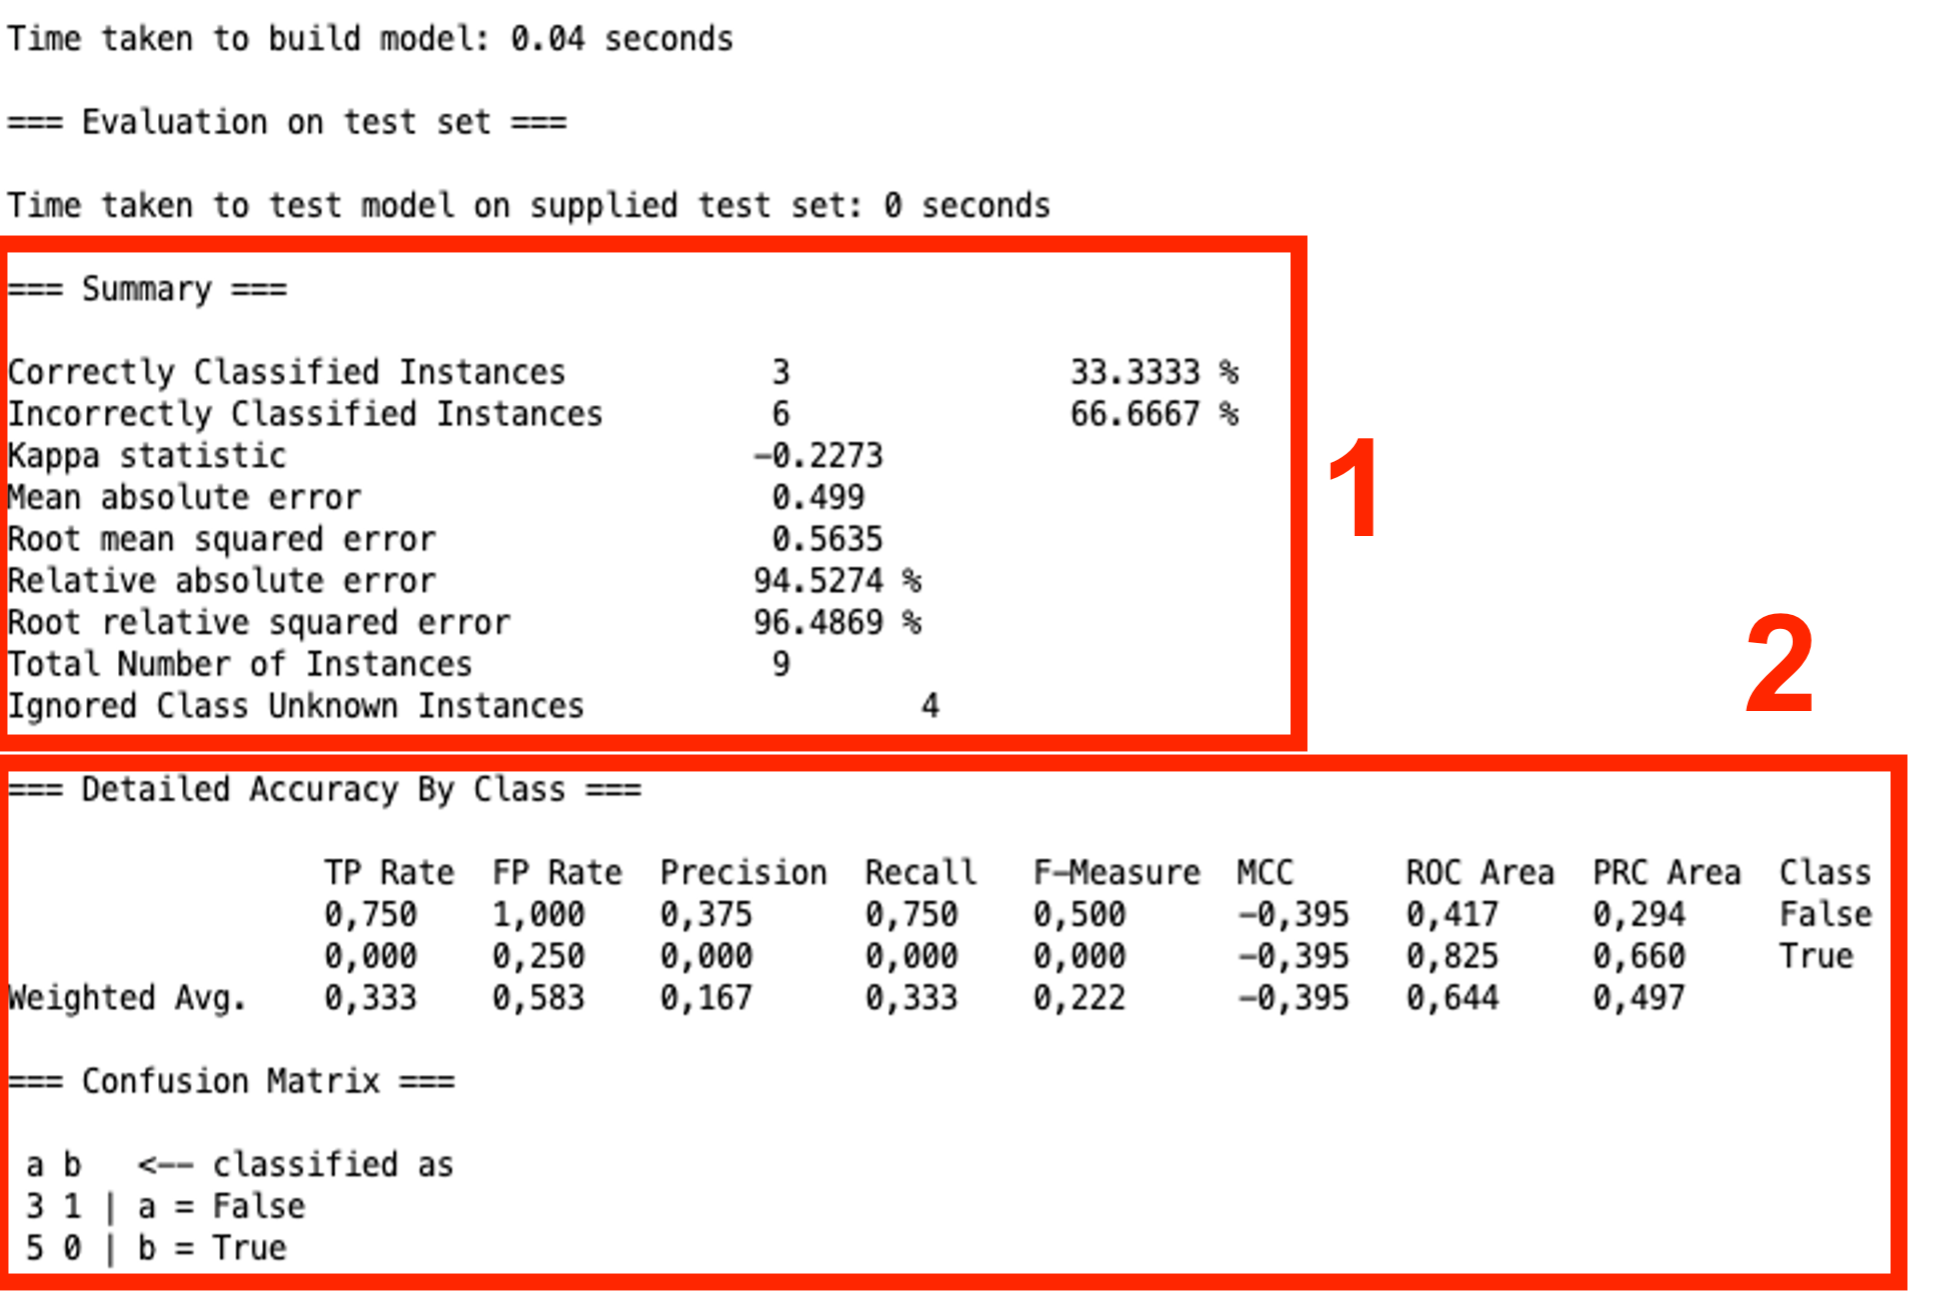 Time taken to build model: 0.04 seconds
=== Evaluation on test set ===
Time taken to test model on supplied test set: 0 seconds
=== Summary ===
Correctly Classified Instances 3 33.3333 %
Incorrectly Classified Instances 6 66.6667 %
Kappa statistic −0.2273
Mean absolute error 0.499
Root mean squared error 0.5635
Relative absolute error 94.5274 %
Root relative squared error 96.4869 %
Total Number of Instances 9
Ignored Class Unknown Instances 4
1
2
=== Detailed Accuracy By Class ===
TP Rate FP Rate Precision Recall F−Measure MCC ROC Area PRC Area Class
0,750 1,000 0,375 0,750 0,500 −0,395 0,417 0,294 False
0,000 0,250 0,000 0,000 0,000 −0,395 0,825 0,660 True
Weighted Avg. 0,333 0,583 0,167 0,333 0,222 −0,395 0,644 0,497
=== Confusion Matrix ===
a b <−− classified as
3 1 | a = False
5 0 | b = True